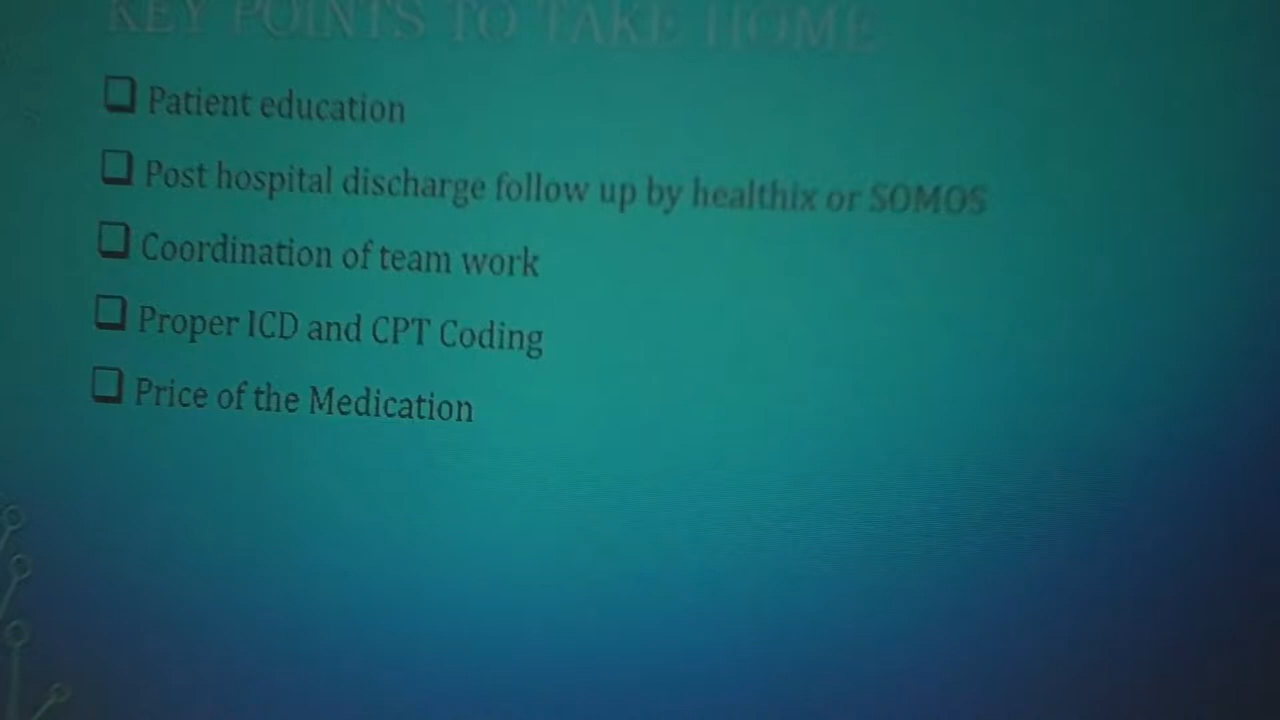 KEY POINTS TO TAKE HOME
Patient education
Post hospital discharge follow up by healthix or SOMOS
Coordination of team work
Proper ICD and CPT Coding
Price of the Medication